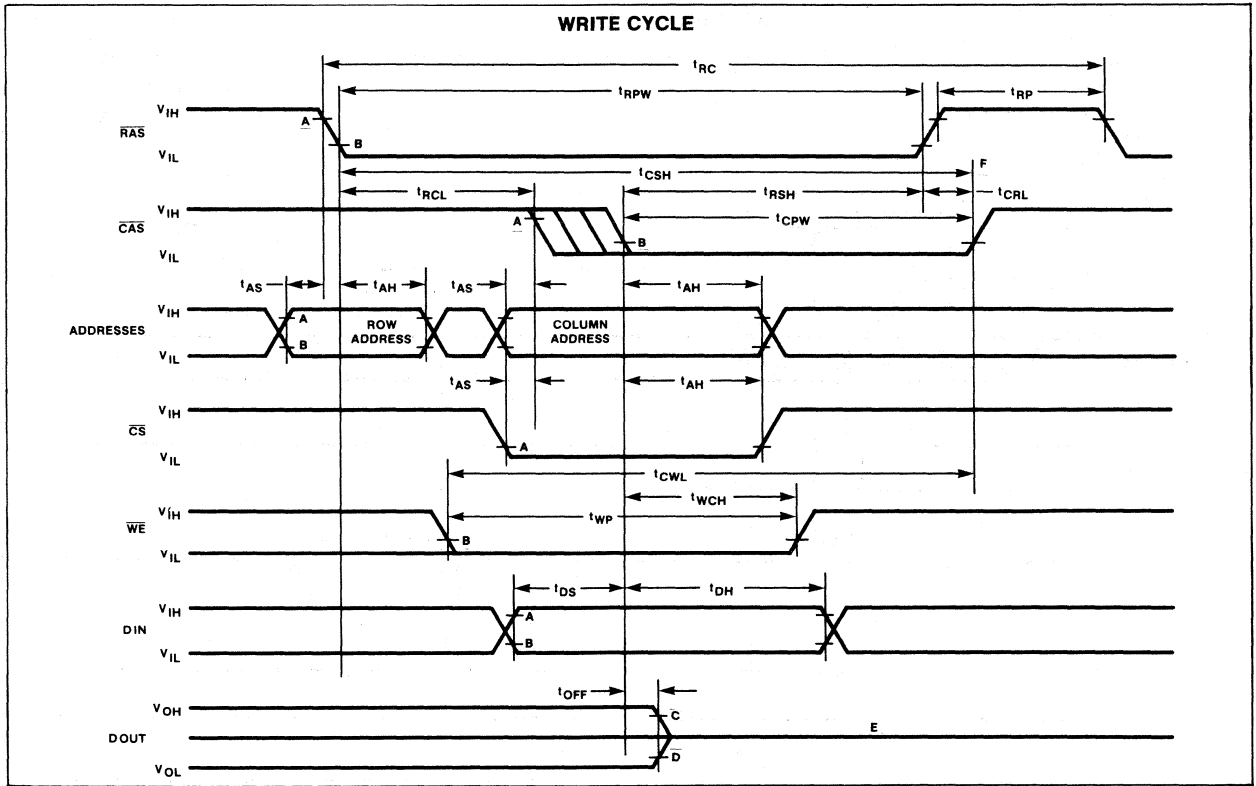 WRITE CYCLE
tRC
tRPW
tRP
VIH
RAS
VIL
A
B
F
tCSH
tRCL
tRSH
tCRL
tCPW
VIH
CAS
VIL
A
B
tAS
tAH
tAS
tAH
VIH
ADDRESSES
VIL
A
B
ROW
ADDRESS
COLUMN
ADDRESS
tAS
tAH
VIH
CS
VIL
A
tCWL
tWCH
tWP
VIH
WE
VIL
B
tDS
tDH
VIH
DIN
VIL
A
B
tOFF
VOH
DOUT
VOL
C
D
E